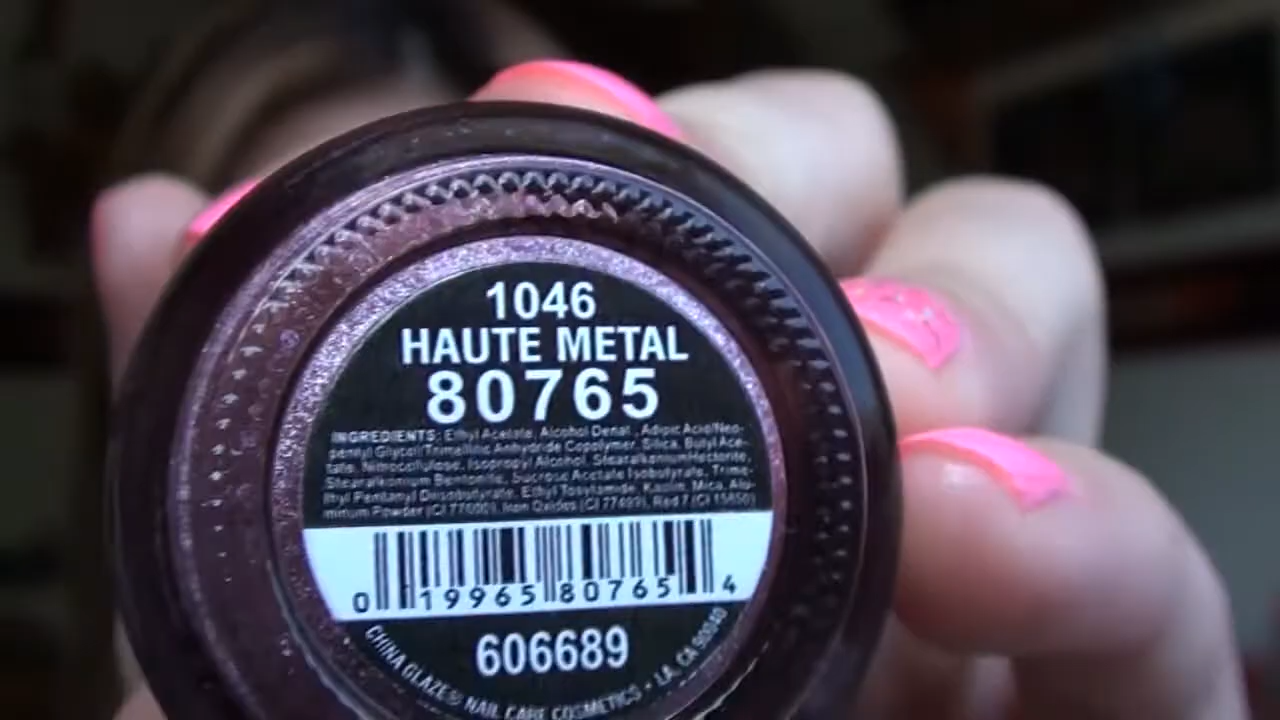 1046
HAUTE METAL
80765
INGREDIENTS: Ethyl Acetate, Alcohol Denat., Adipic Acid/Neo-
pentyl Glycol/Trimellitic Anhydride Copolymer, Silica, Butyl Ace-
tate, Nitrocellulose, Isopropyl Alcohol, Stearalkonium Hectorite,
Stearalkonium Bentonite, Sucrose Acetate Isobutyrate, Trime-
thyl Pentanyl Diisobutyrate, Ethyl Tosylamide, Kaolin, Mica, Alu-
minum Powder (CI 77000), Iron Oxides (CI 77499), Red 7 (CI 15850)
0 19965 80765 4
606689
CHINA GLAZE® NAIL CARE COSMETICS • LA, CA 90040